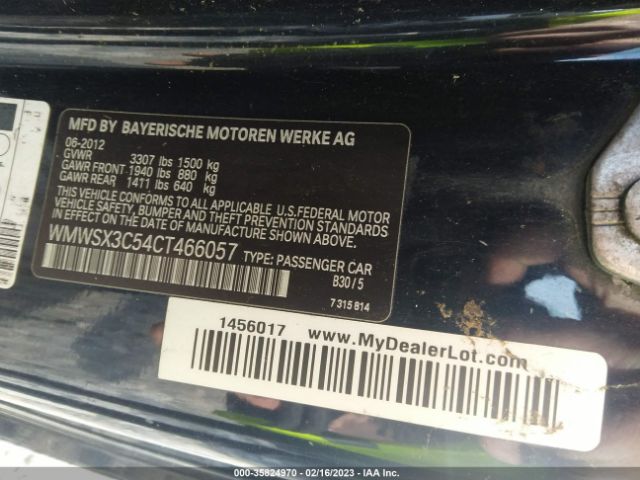 MFD BY BAYERISCHE MOTOREN WERKE AG
06-2012
GVWR 3307 lbs 1500 kg
GAWR FRONT 1940 lbs 880 kg
GAWR REAR 1411 lbs 640 kg
THIS VEHICLE CONFORMS TO ALL APPLICABLE U.S. FEDERAL MOTOR
VEHICLE SAFETY, BUMPER AND THEFT PREVENTION STANDARDS
IN EFFECT ON THE DATE OF MANUFACTURE SHOWN ABOVE.
WMWSX3C54CT466057 TYPE: PASSENGER CAR
B30/5
7 315 814
1456017 www.MyDealerLot.com
000-35824970 - 02/16/2023 - IAA Inc.